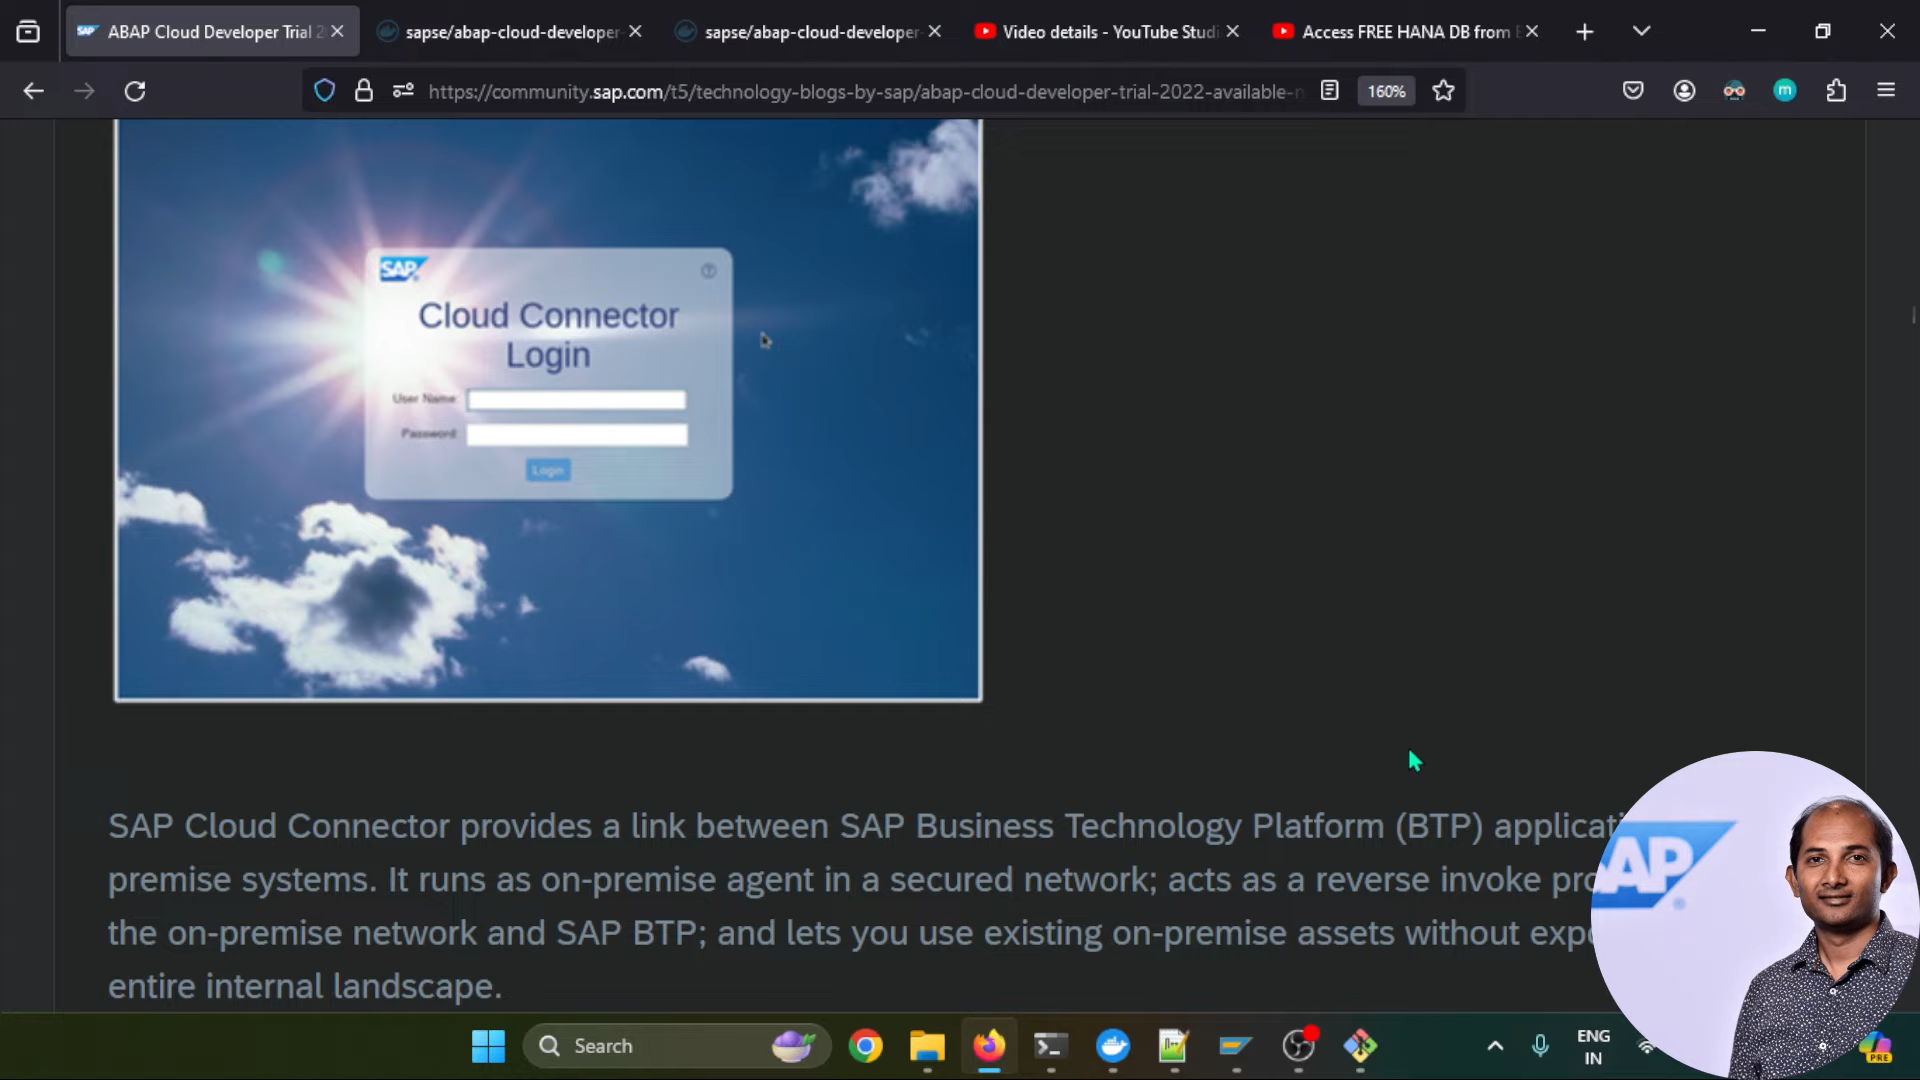 ABAP Cloud Developer Trial 2
sapse/abap-cloud-developer-
sapse/abap-cloud-developer-
Video details - YouTube Studi
Access FREE HANA DB from
https://community.sap.com/t5/technology-blogs-by-sap/abap-cloud-developer-trial-2022-available-
160%
m
SAP
Cloud Connector
Login
User Name:
Password:
Login
SAP Cloud Connector provides a link between SAP Business Technology Platform (BTP) applicati
premise systems. It runs as on-premise agent in a secured network; acts as a reverse invoke pro
the on-premise network and SAP BTP; and lets you use existing on-premise assets without expo
entire internal landscape.
AP
Search
ENG
IN
PRE